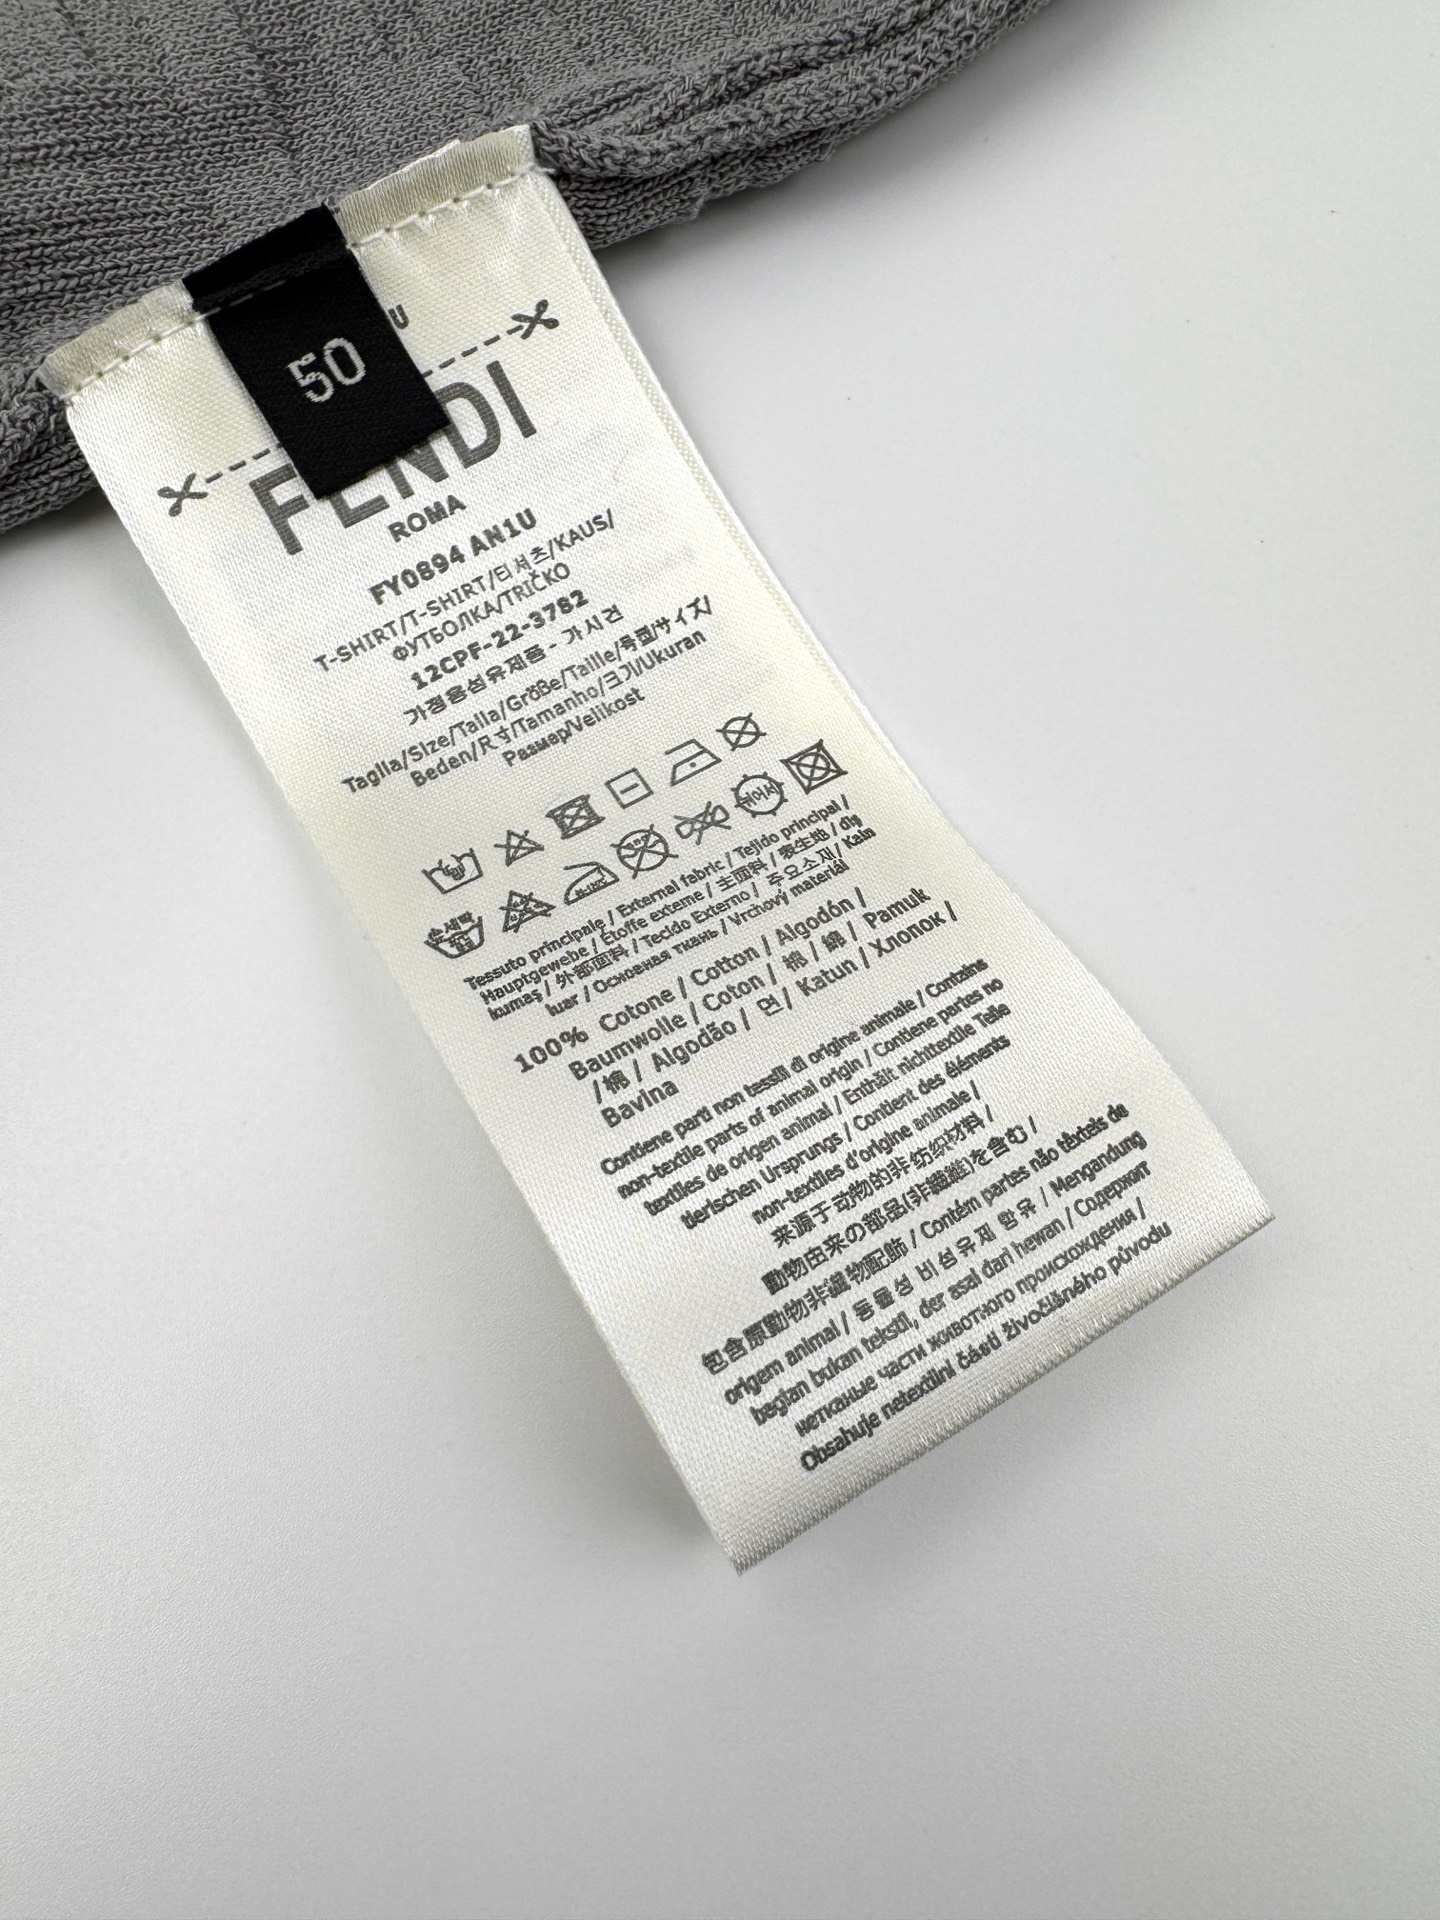 U
50
FENDI
ROMA
FY0894 AN1U
T-SHIRT/T-SHIRT/티셔츠/KAUS/
ФУТБОЛКА/TRIČKO
12CPF-22-3782
가정용섬유제품 - 가시건
Taglia/Size/Talla/Größe/Taille/号型/サイズ/
Beden/尺寸/Tamanho/크기/Ukuran
Размер/Velikost
손세탁
Tessuto principale / External fabric / Tejido principal /
Hauptgewebe / Étoffe externe / 主面料 / 表生地 / dış
kumaş / 外部面料 / Tecido Externo / 주요소재 / Kain
luar / Основная ткань / Vrchový materiál
100% Cotone / Cotton / Algodón /
Baumwolle / Coton / 棉 / 綿 / Pamuk
/ 棉 / Algodão / 면 / Katun / Хлопок /
Bavlna
Contiene parti non tessili di origine animale / Contains
non-textile parts of animal origin / Contiene partes no
textiles de origen animal / Enthält nichttextile Teile
tierischen Ursprungs / Contient des éléments
non-textiles d'origine animale /
来源于动物的非纺织材料 /
動物由来の部品(非繊維)を含む /
包含原動物非纖物配飾 / Contém partes não têxteis de
origem animal / 동물성 비섬유제 함유 / Mengandung
bagian bukan tekstil, der asal dari hewan / Содержит
нетканые части животного происхождения /
Obsahuje netextilní části živočišného původu